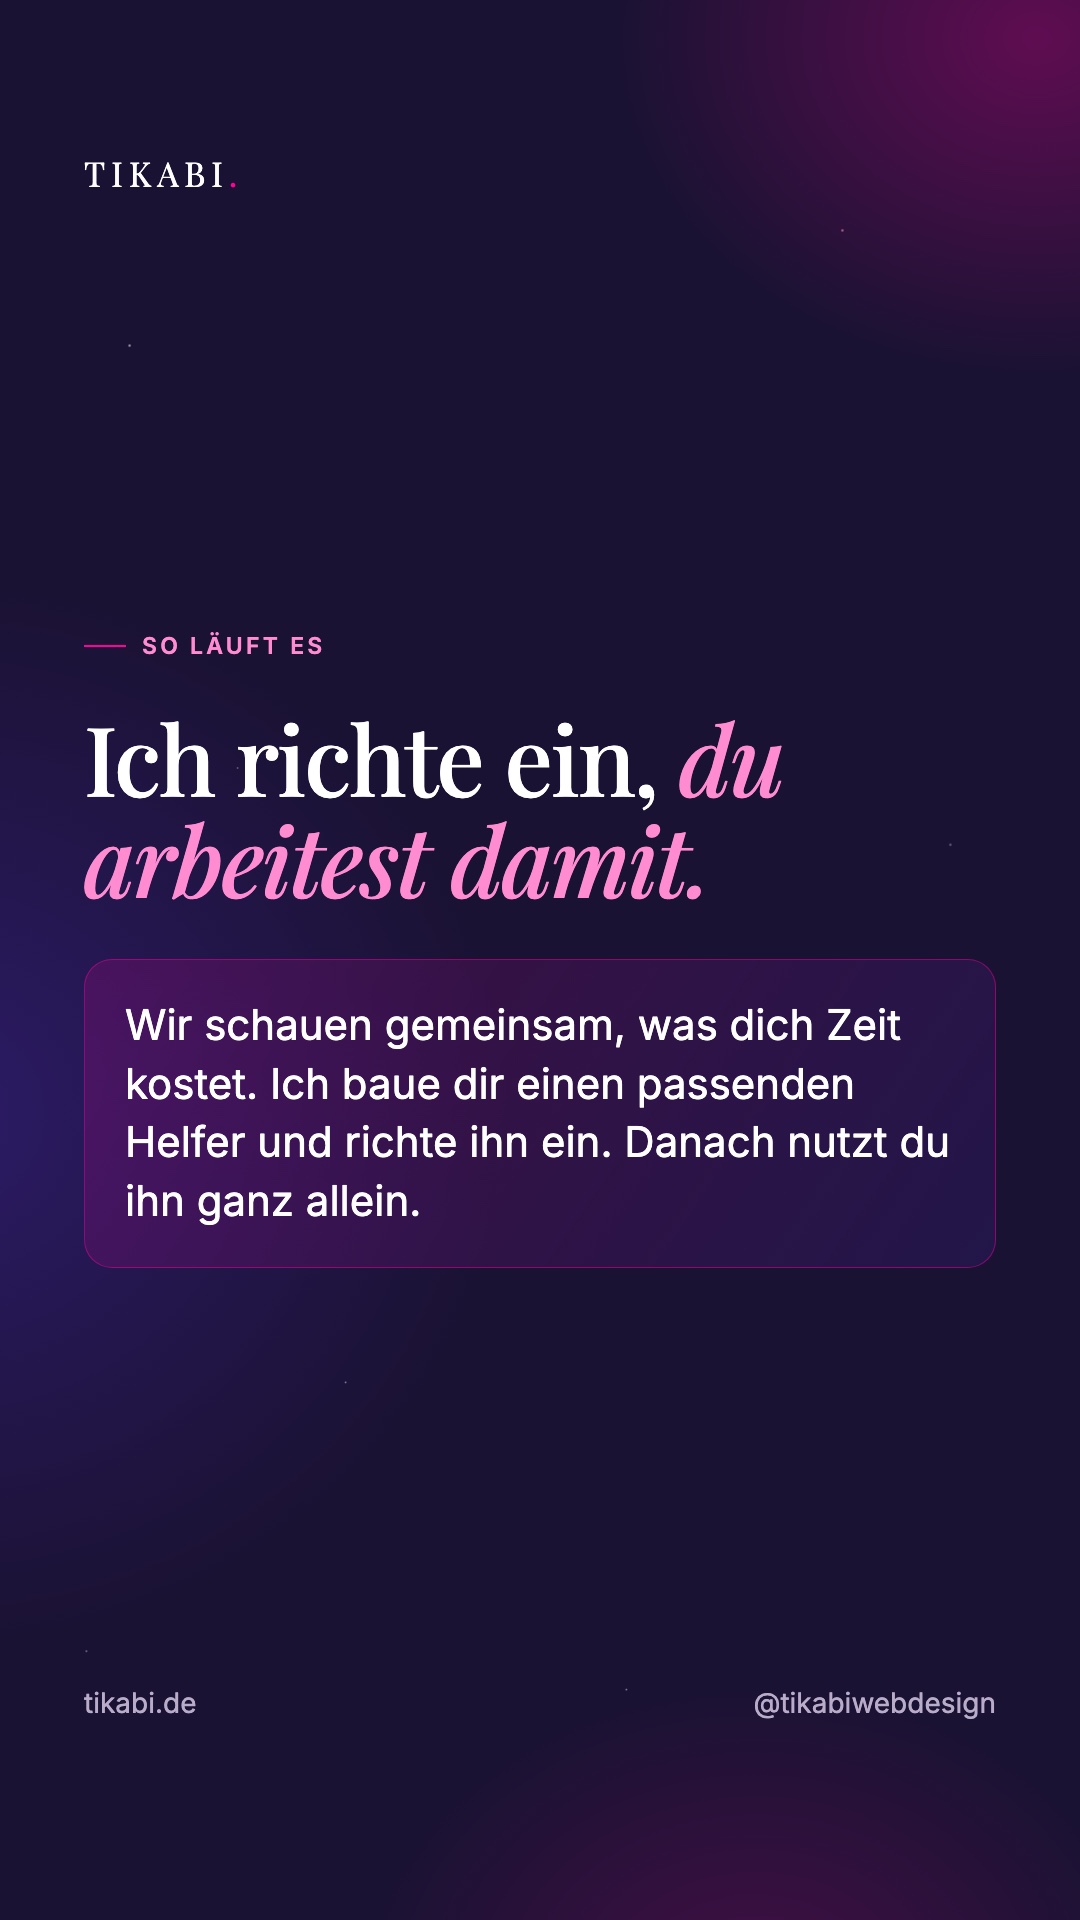 TIKABI.
SO LÄUFT ES
Ich richte ein, du
arbeitest damit.
Wir schauen gemeinsam, was dich Zeit
kostet. Ich baue dir einen passenden
Helfer und richte ihn ein. Danach nutzt du
ihn ganz allein.
tikabi.de
@tikabiwebdesign